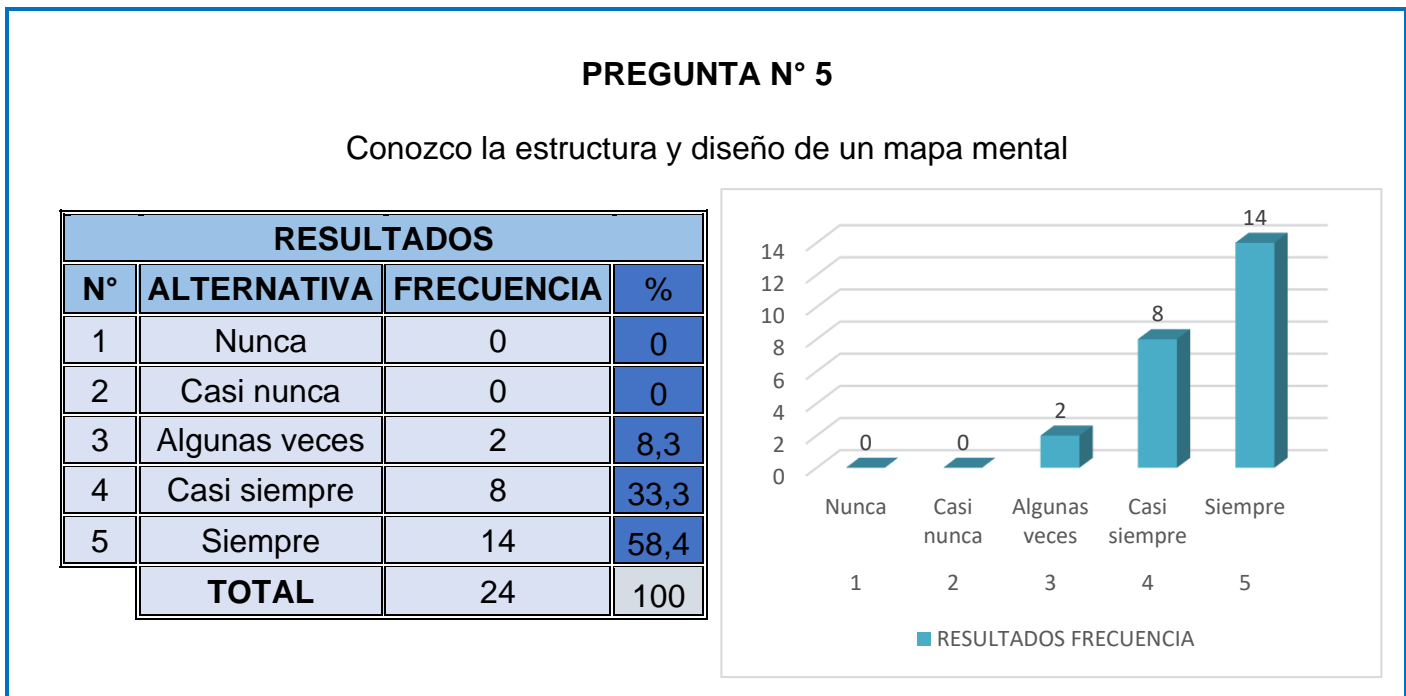 PREGUNTA N° 5
Conozco la estructura y diseño de un mapa mental
RESULTADOS
N° ALTERNATIVA FRECUENCIA %
1 Nunca 0 0
2 Casi nunca 0 0
3 Algunas veces 2 8,3
4 Casi siempre 8 33,3
5 Siempre 14 58,4
TOTAL 24 100
14
14
12
10
8
8
6
4
2
2
0
0
0
Nunca Casi nunca Algunas veces Casi siempre Siempre
1 2 3 4 5
RESULTADOS FRECUENCIA